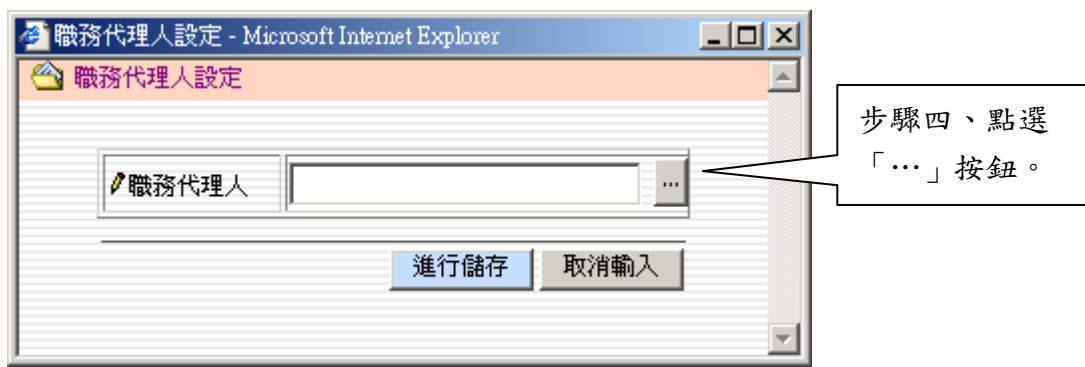 職務代理人設定 - Microsoft Internet Explorer
職務代理人設定
步驟四、點選
「…」按鈕。
職務代理人
...
進行儲存
取消輸入